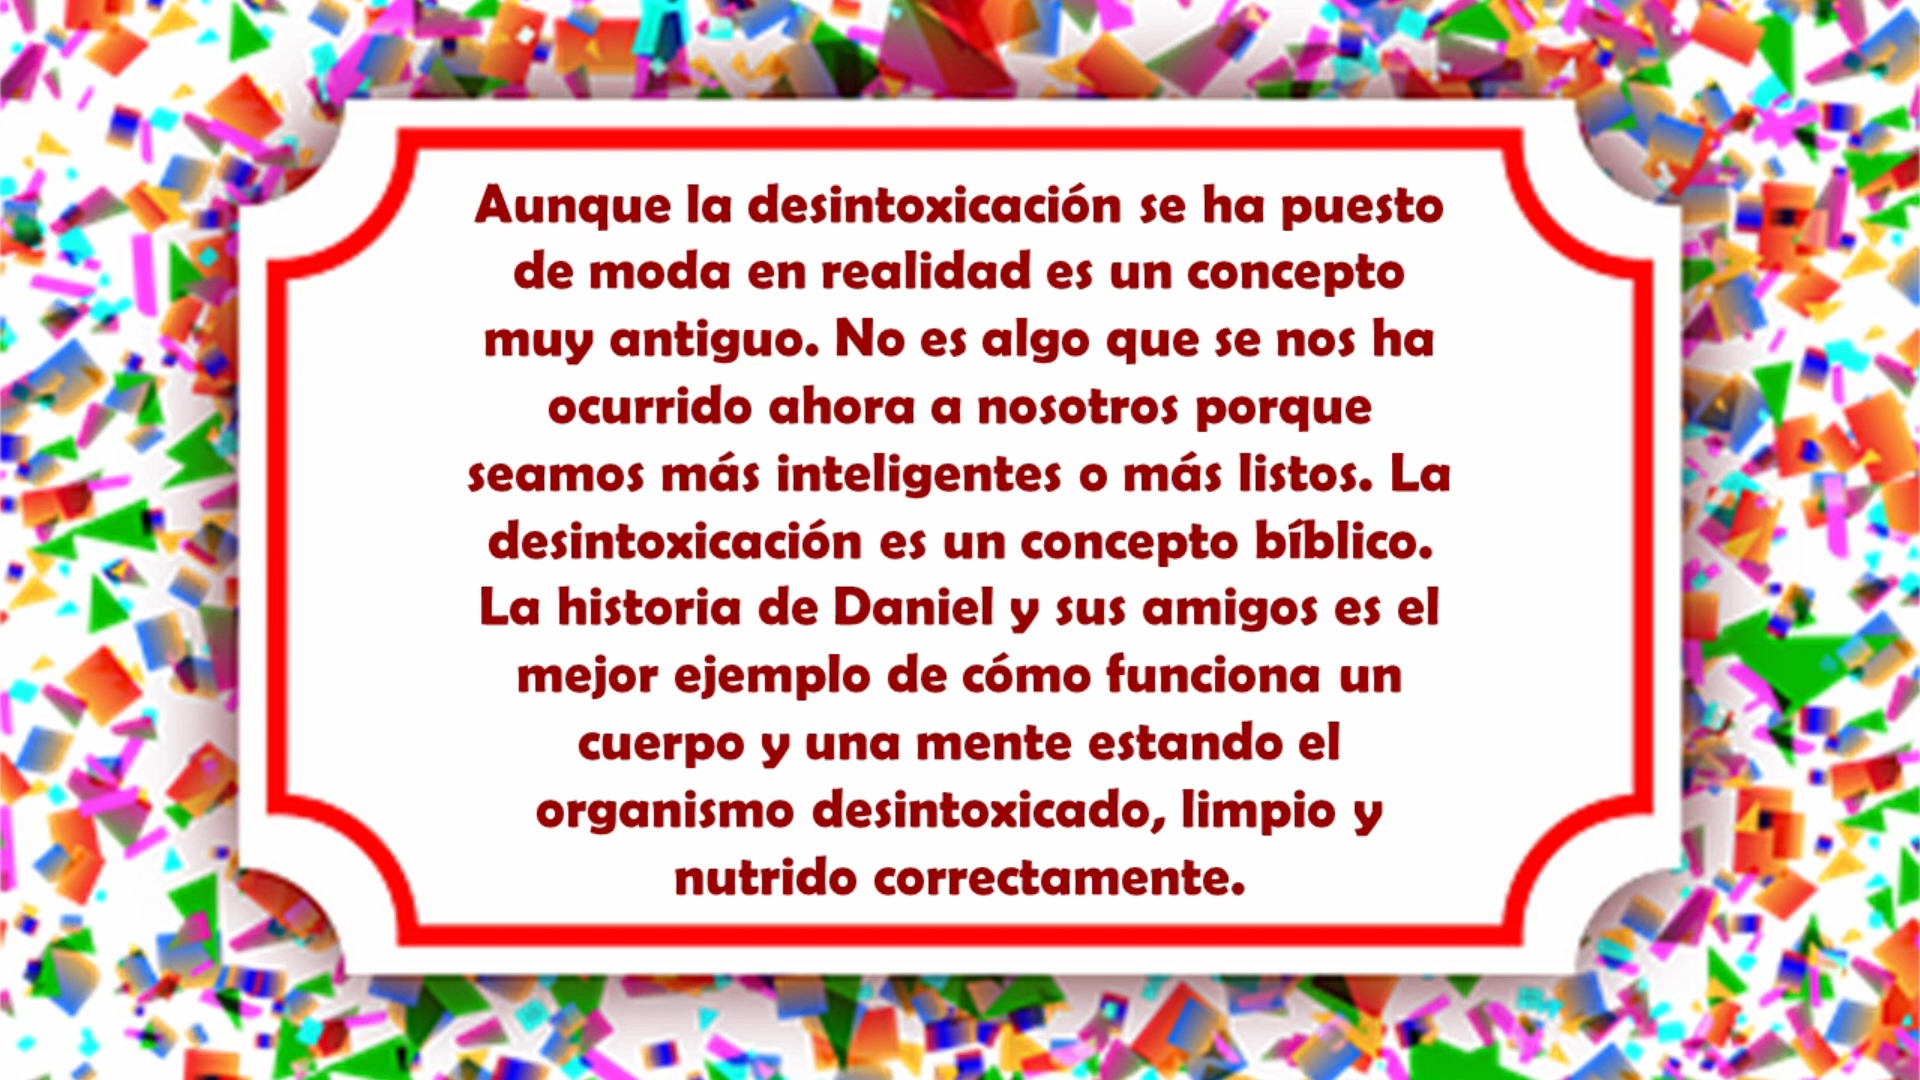 Aunque la desintoxicación se ha puesto
de moda en realidad es un concepto
muy antiguo. No es algo que se nos ha
ocurrido ahora a nosotros porque
seamos más inteligentes o más listos. La
desintoxicación es un concepto bíblico.
La historia de Daniel y sus amigos es el
mejor ejemplo de cómo funciona un
cuerpo y una mente estando el
organismo desintoxicado, limpio y
nutrido correctamente.